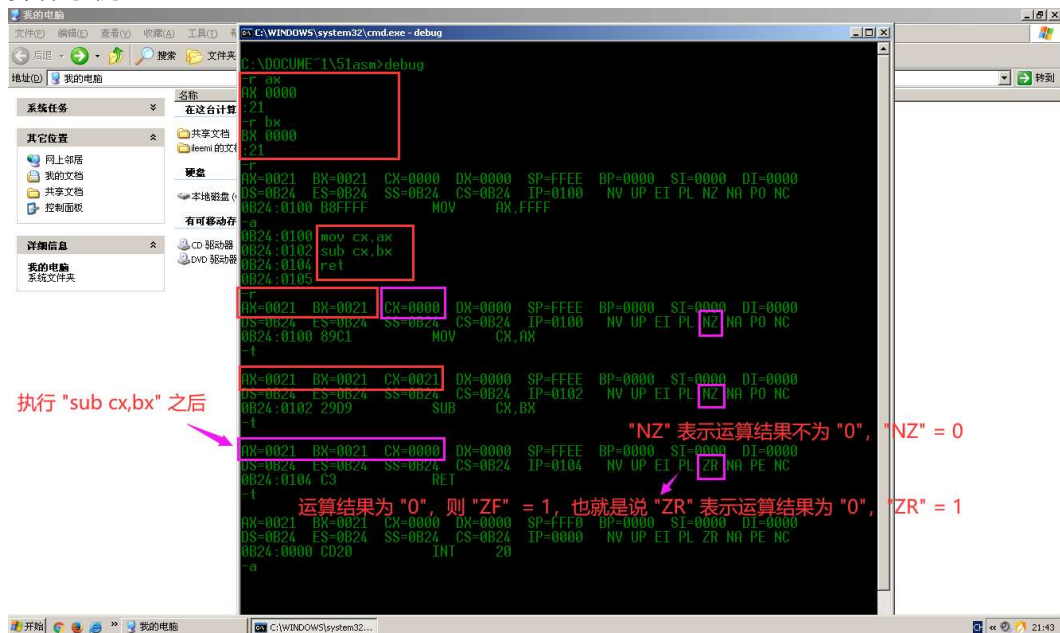 我的电脑
文件(F) 编辑(E) 查看(V) 收藏(A) 工具(T)
C:\WINDOWS\system32\cmd.exe - debug
后退 搜索 文件夹
地址(D) 我的电脑
转到
系统任务
其它位置
网上邻居
我的文档
共享文档
控制面板
详细信息
我的电脑
系统文件夹
名称
在这台计算
共享文档
ileemi 的文
硬盘
本地磁盘
有可移动存
CD 驱动器
DVD 驱动器
C:\DOCUME~1\51asm>debug
-r ax
AX 0000
:21
-r bx
BX 0000
:21
-r
AX=0021 BX=0021 CX=0000 DX=0000 SP=FFEE BP=0000 SI=0000 DI=0000
DS=0B24 ES=0B24 SS=0B24 CS=0B24 IP=0100 NV UP EI PL NZ NA PO NC
0B24:0100 B8FFFF MOV AX,FFFF
-a
0B24:0100 mov cx,ax
0B24:0102 sub cx,bx
0B24:0104 ret
0B24:0105
-r
AX=0021 BX=0021 CX=0000 DX=0000 SP=FFEE BP=0000 SI=0000 DI=0000
DS=0B24 ES=0B24 SS=0B24 CS=0B24 IP=0100 NV UP EI PL NZ NA PO NC
0B24:0100 89C1 MOV CX,AX
-t
AX=0021 BX=0021 CX=0021 DX=0000 SP=FFEE BP=0000 SI=0000 DI=0000
DS=0B24 ES=0B24 SS=0B24 CS=0B24 IP=0102 NV UP EI PL NZ NA PO NC
0B24:0102 29D9 SUB CX,BX
-t
执行 "sub cx,bx" 之后
"NZ" 表示运算结果不为 "0"，"NZ" = 0
AX=0021 BX=0021 CX=0000 DX=0000 SP=FFEE BP=0000 SI=0000 DI=0000
DS=0B24 ES=0B24 SS=0B24 CS=0B24 IP=0104 NV UP EI PL ZR NA PE NC
0B24:0104 C3 RET
-t
运算结果为 "0"，则 "ZF" = 1，也就是说 "ZR" 表示运算结果为 "0"，"ZR" = 1
AX=0021 BX=0021 CX=0000 DX=0000 SP=FFF0 BP=0000 SI=0000 DI=0000
DS=0B24 ES=0B24 SS=0B24 CS=0B24 IP=0000 NV UP EI PL ZR NA PE NC
0B24:0000 CD20 INT 20
-a
开始 我的电脑 C:\WINDOWS\system32... CH 21:43